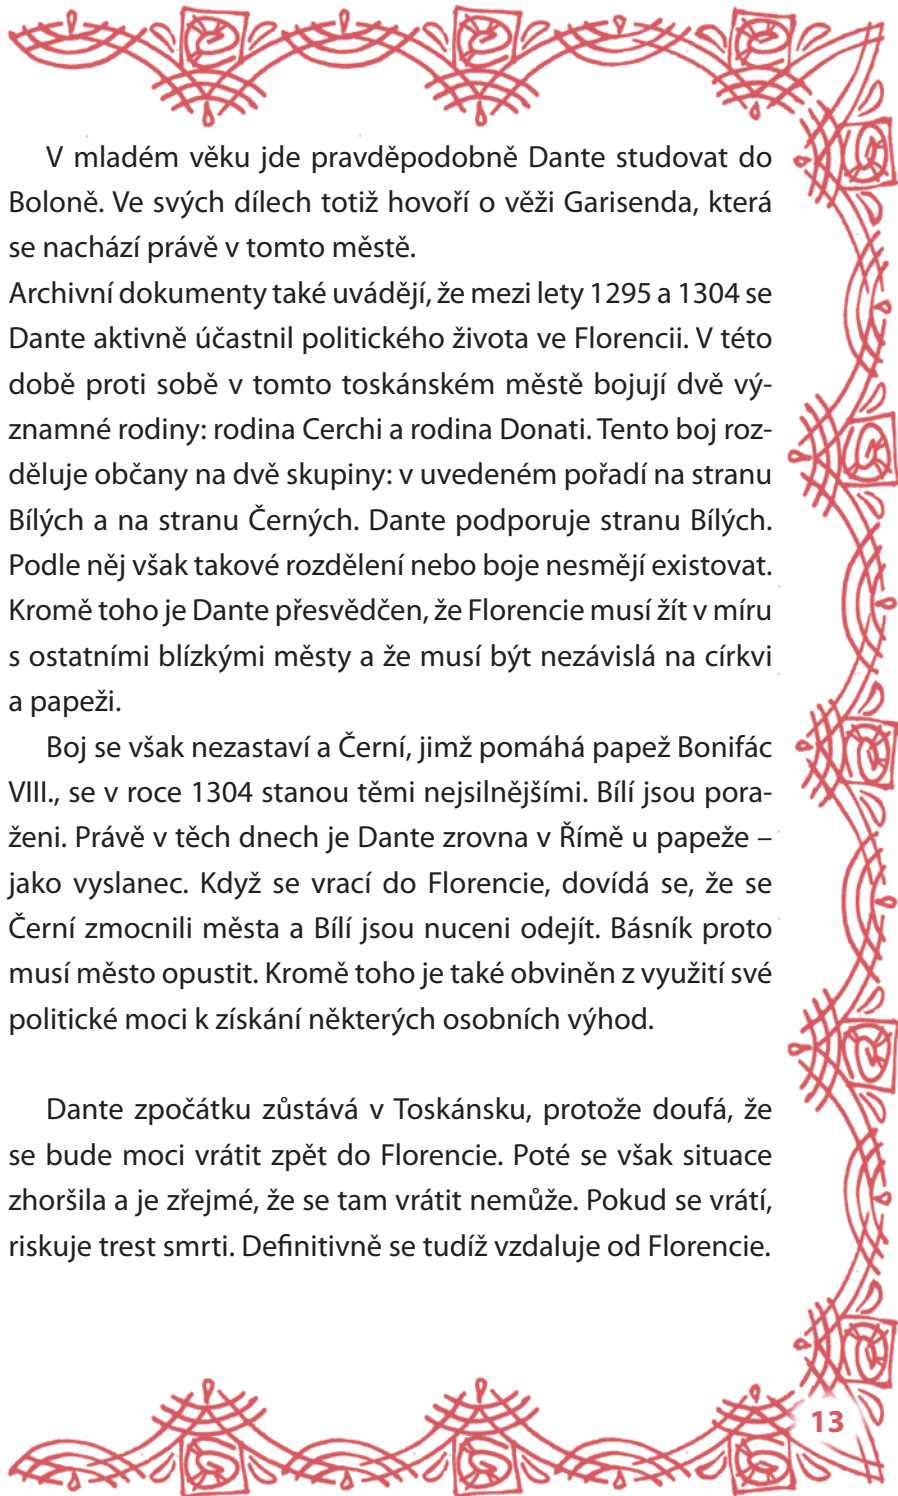 V mladém věku jde pravděpodobně Dante studovat do
Boloně. Ve svých dílech totiž hovoří o věži Garisenda, která
se nachází právě v tomto městě.
Archivní dokumenty také uvádějí, že mezi lety 1295 a 1304 se
Dante aktivně účastnil politického života ve Florencii. V této
době proti sobě v tomto toskánském městě bojují dvě vý-
znamné rodiny: rodina Cerchi a rodina Donati. Tento boj roz-
děluje občany na dvě skupiny: v uvedeném pořadí na stranu
Bílých a na stranu Černých. Dante podporuje stranu Bílých.
Podle něj však takové rozdělení nebo boje nesmějí existovat.
Kromě toho je Dante přesvědčen, že Florencie musí žít v míru
s ostatními blízkými městy a že musí být nezávislá na církvi
a papeži.
Boj se však nezastaví a Černí, jimž pomáhá papež Bonifác
VIII., se v roce 1304 stanou těmi nejsilnějšími. Bílí jsou pora-
ženi. Právě v těch dnech je Dante zrovna v Římě u papeže –
jako vyslanec. Když se vrací do Florencie, dovídá se, že se
Černí zmocnili města a Bílí jsou nuceni odejít. Básník proto
musí město opustit. Kromě toho je také obviněn z využití své
politické moci k získání některých osobních výhod.
Dante zpočátku zůstává v Toskánsku, protože doufá, že
se bude moci vrátit zpět do Florencie. Poté se však situace
zhoršila a je zřejmé, že se tam vrátit nemůže. Pokud se vrátí,
riskuje trest smrti. Definitivně se tudíž vzdaluje od Florencie.
13